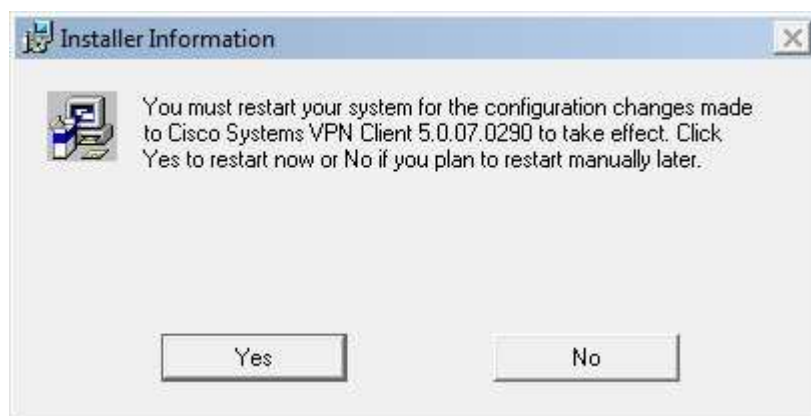 Installer Information
You must restart your system for the configuration changes made
to Cisco Systems VPN Client 5.0.07.0290 to take effect. Click
Yes to restart now or No if you plan to restart manually later.
Yes
No